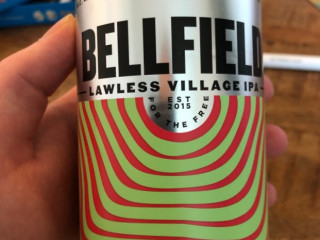 BELLFIELD
LAWLESS VILLAGE IPA
EST
2015
FOR THE FREE